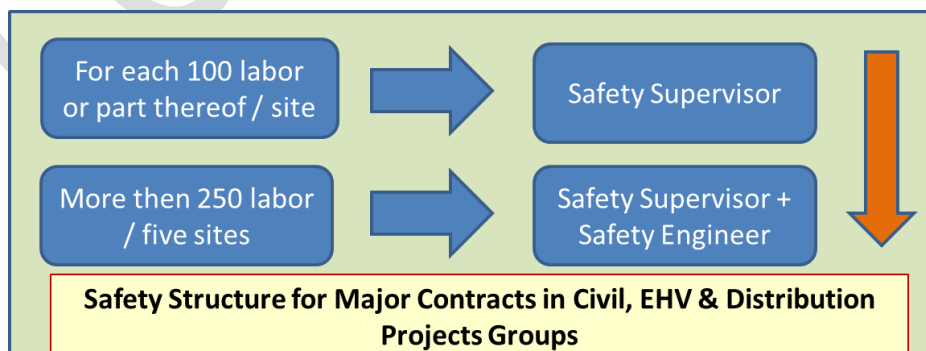 For each 100 labor
or part thereof / site
Safety Supervisor
More then 250 labor
/ five sites
Safety Supervisor +
Safety Engineer
Safety Structure for Major Contracts in Civil, EHV & Distribution
Projects Groups